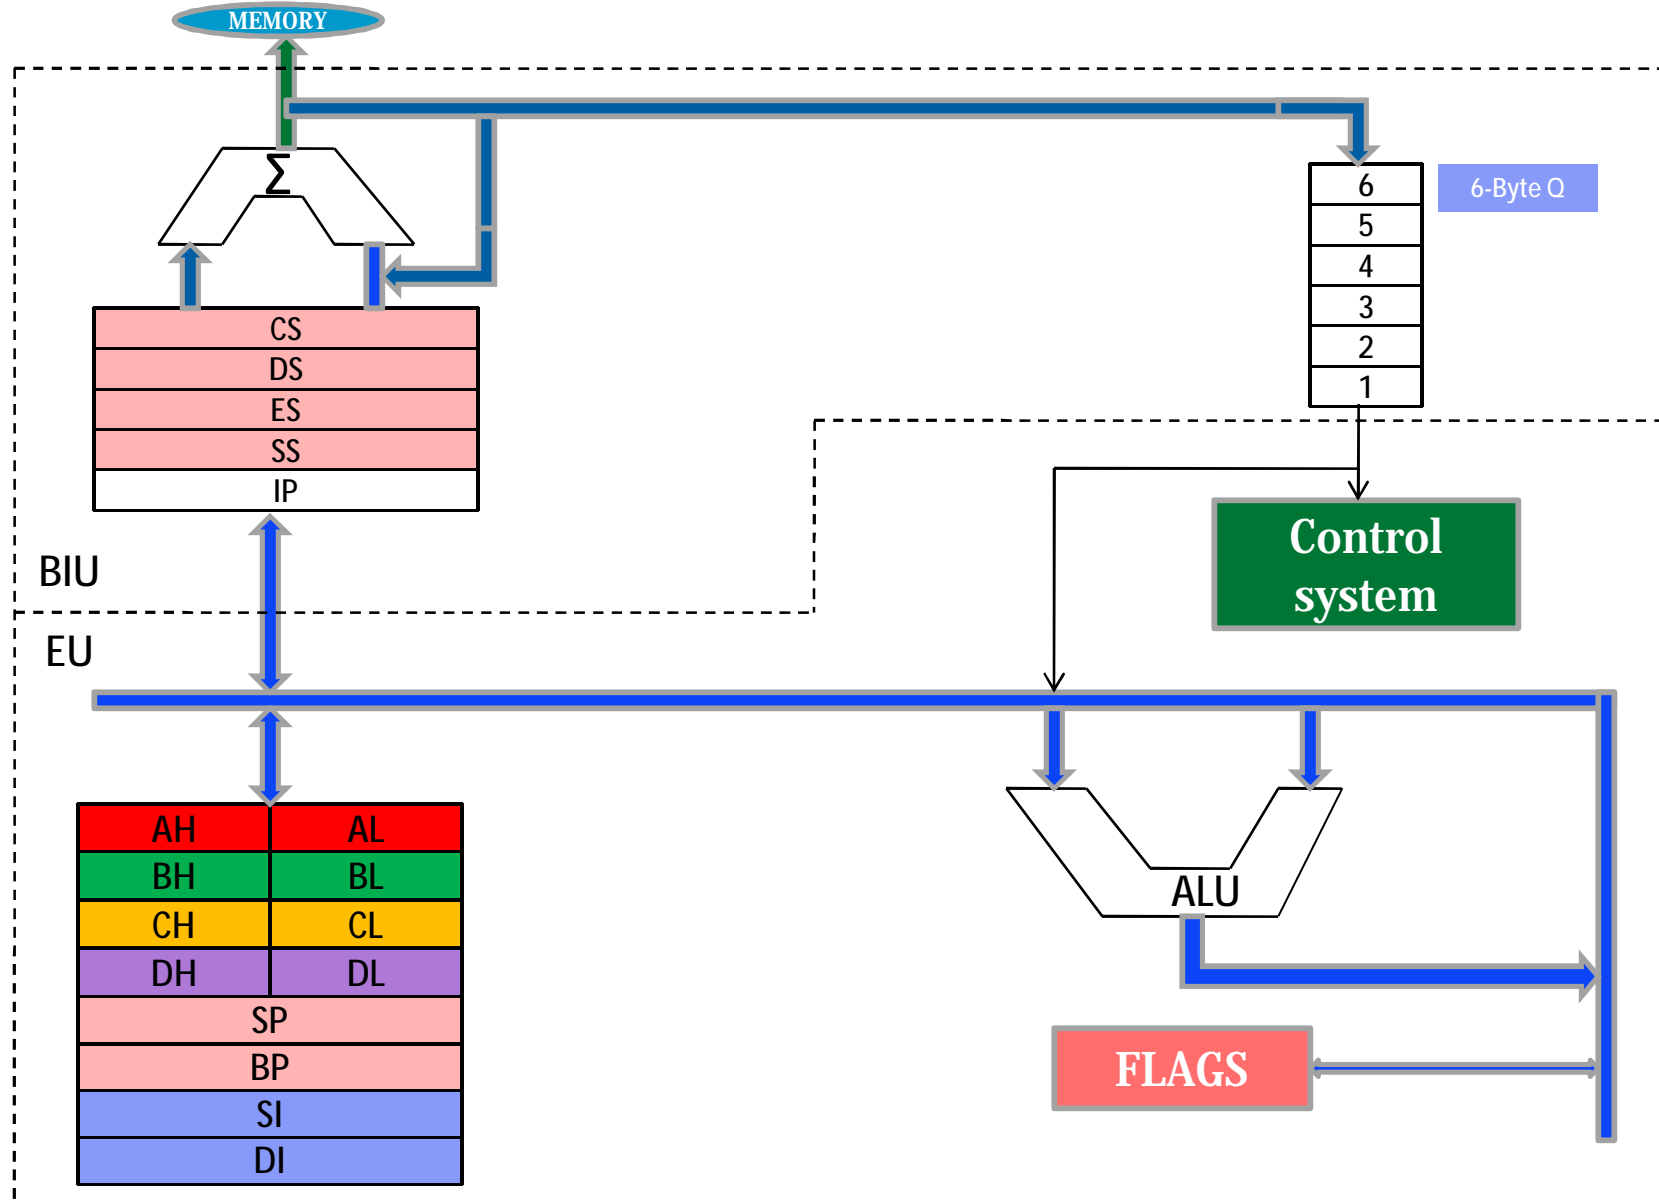 MEMORY
Σ
6
6-Byte Q
5
4
3
2
1
CS
DS
ES
SS
IP
BIU
Control
system
EU
AH AL
BH BL
CH CL
DH DL
SP
BP
SI
DI
ALU
FLAGS